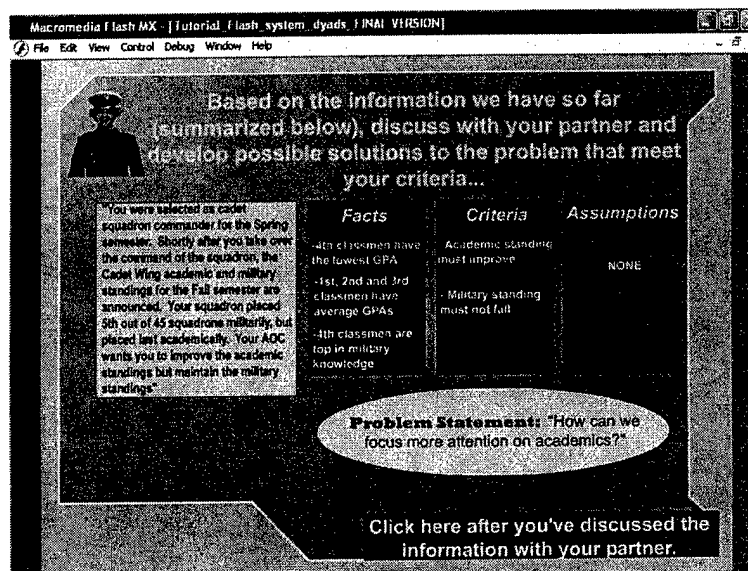 Macromedia Flash MX - [Tutorial_Flash_system_dyads_FINAL VERSION]
File Edit View Control Debug Window Help
Based on the information we have so far
(summarized below), discuss with your partner and
develop possible solutions to the problem that meet
your criteria...
"You were selected as cadet
squadron commander for the Spring
semester. Shortly after you take over
the command of the squadron, the
Cadet Wing academic and military
standings for the Fall semester are
announced. Your squadron placed
5th out of 45 squadrons militarily, but
placed last academically. Your AOC
wants you to improve the academic
standings but maintain the military
standings"
Facts
-4th classmen have
the lowest GPA
-1st, 2nd and 3rd
classmen have
average GPAs
-4th classmen are
top in military
knowledge
Criteria
- Academic standing
must improve
- Military standing
must not fall
Assumptions
NONE
Problem Statement: "How can we
focus more attention on academics?"
Click here after you've discussed the
information with your partner.